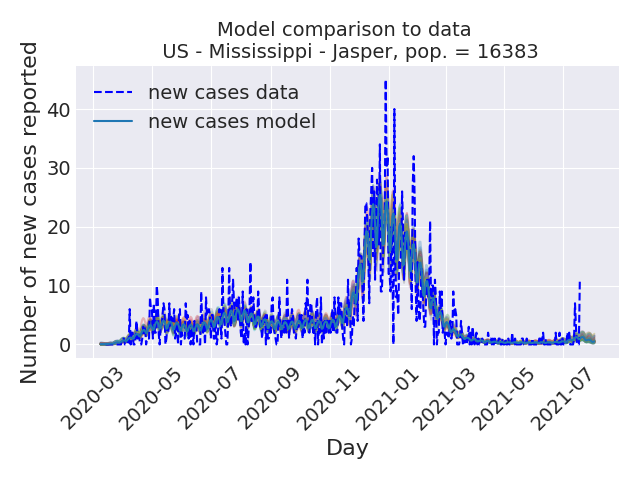 Model comparison to data
US - Mississippi - Jasper, pop. = 16383
Number of new cases reported
40
30
20
10
0
new cases data
new cases model
2020-03
2020-05
2020-07
2020-09
2020-11
2021-01
2021-03
2021-05
2021-07
Day